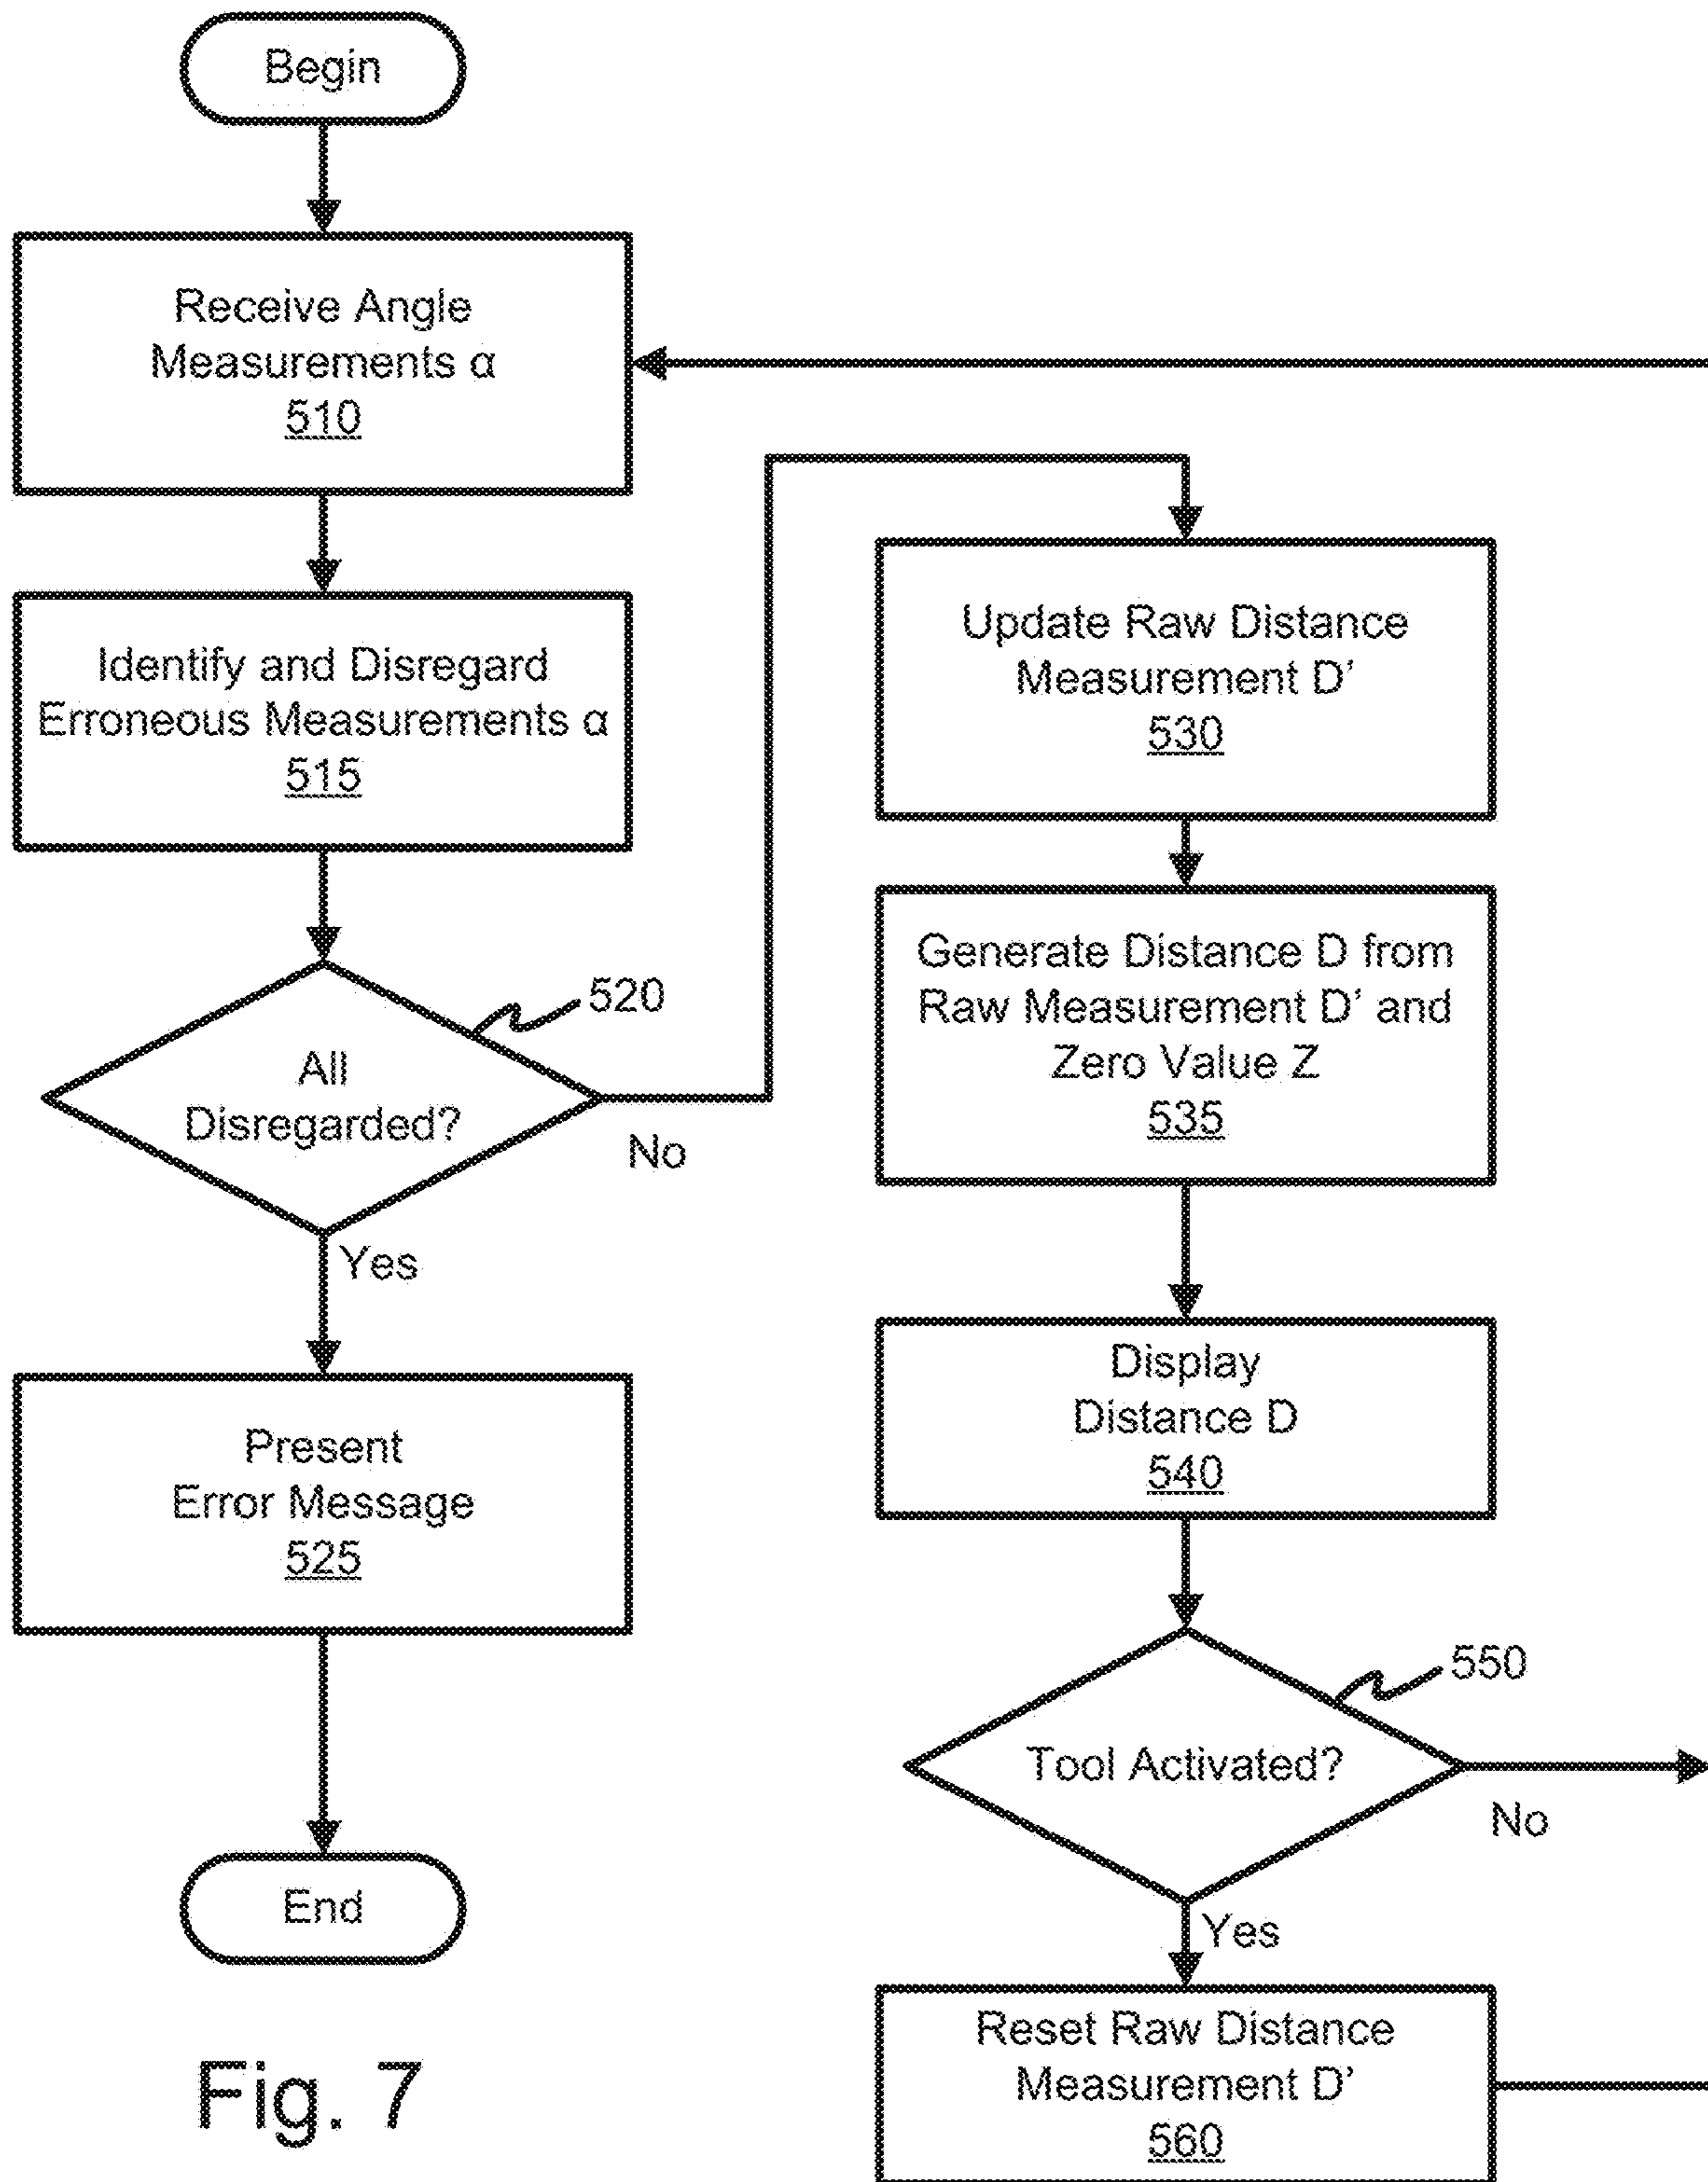 Begin
Receive Angle
Measurements α
510
Identify and Disregard
Erroneous Measurements α
515
520
All
Disregarded?
No
Yes
Present
Error Message
525
End
Update Raw Distance
Measurement D’
530
Generate Distance D from
Raw Measurement D’ and
Zero Value Z
535
Display
Distance D
540
550
Tool Activated?
No
Yes
Reset Raw Distance
Measurement D’
560
Fig. 7